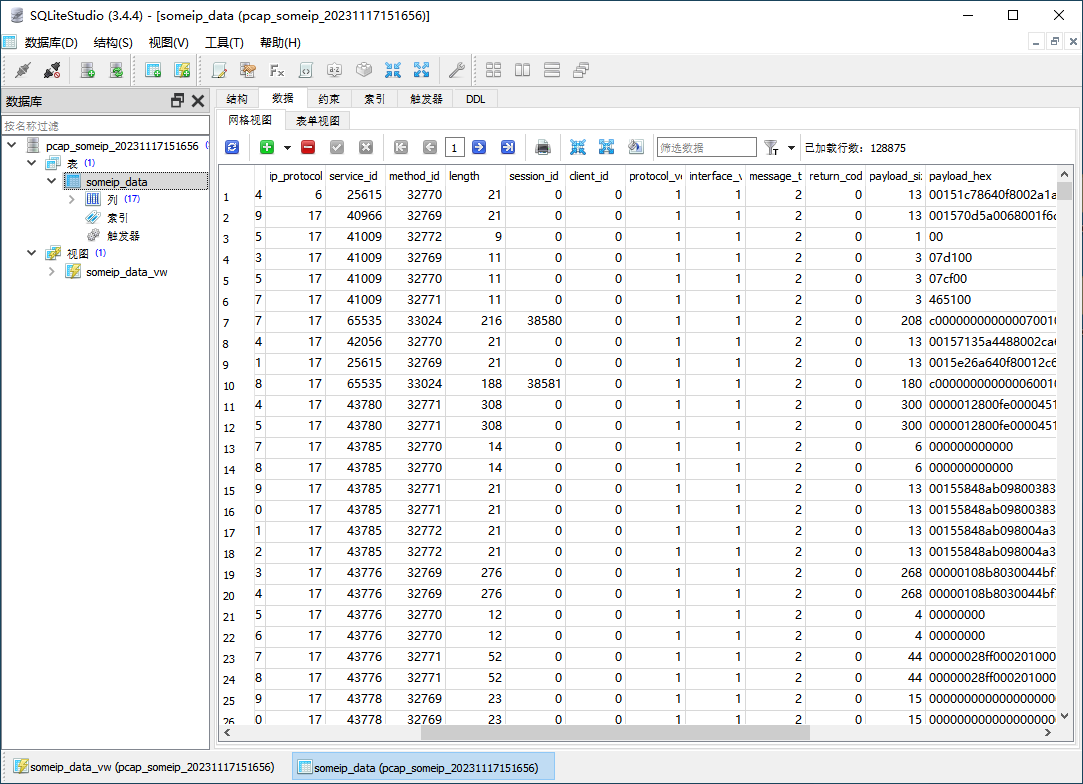 SQLiteStudio (3.4.4) - [someip_data (pcap_someip_20231117151656)]
数据库(D) 结构(S) 视图(V) 工具(T) 帮助(H)
数据库
按名称过滤
pcap_someip_20231117151656
表 (1)
someip_data
列 (17)
索引
触发器
视图 (1)
someip_data_vw
结构 数据 约束 索引 触发器 DDL
网格视图 表单视图
1 筛选数据 已加载行数: 128875
ip_protocol service_id method_id length session_id client_id protocol_ve interface_v message_t return_cod payload_siz payload_hex
1 4 6 25615 32770 21 0 0 1 1 2 0 13 00151c78640f8002a1a
2 9 17 40966 32769 21 0 0 1 1 2 0 13 001570d5a0068001f6c
3 5 17 41009 32772 9 0 0 1 1 2 0 1 00
4 3 17 41009 32769 11 0 0 1 1 2 0 3 07d100
5 5 17 41009 32770 11 0 0 1 1 2 0 3 07cf00
6 7 17 41009 32771 11 0 0 1 1 2 0 3 465100
7 7 17 65535 33024 216 38580 0 1 1 2 0 208 c000000000000070010
8 4 17 42056 32770 21 0 0 1 1 2 0 13 00157135a4488002ca6
9 1 17 25615 32769 21 0 0 1 1 2 0 13 0015e26a640f80012c6
10 8 17 65535 33024 188 38581 0 1 1 2 0 180 c000000000000060010
11 4 17 43780 32771 308 0 0 1 1 2 0 300 0000012800fe0000451
12 5 17 43780 32771 308 0 0 1 1 2 0 300 0000012800fe0000451
13 7 17 43785 32770 14 0 0 1 1 2 0 6 000000000000
14 8 17 43785 32770 14 0 0 1 1 2 0 6 000000000000
15 9 17 43785 32771 21 0 0 1 1 2 0 13 00155848ab09800383
16 0 17 43785 32771 21 0 0 1 1 2 0 13 00155848ab09800383
17 1 17 43785 32772 21 0 0 1 1 2 0 13 00155848ab098004a3
18 2 17 43785 32772 21 0 0 1 1 2 0 13 00155848ab098004a3
19 3 17 43776 32769 276 0 0 1 1 2 0 268 00000108b8030044bf
20 4 17 43776 32769 276 0 0 1 1 2 0 268 00000108b8030044bf
21 5 17 43776 32770 12 0 0 1 1 2 0 4 00000000
22 6 17 43776 32770 12 0 0 1 1 2 0 4 00000000
23 7 17 43776 32771 52 0 0 1 1 2 0 44 00000028ff000201000
24 8 17 43776 32771 52 0 0 1 1 2 0 44 00000028ff000201000
25 9 17 43778 32769 23 0 0 1 1 2 0 15 000000000000000000
26 0 17 43778 32769 23 0 0 1 1 2 0 15 000000000000000000
someip_data_vw (pcap_someip_20231117151656) someip_data (pcap_someip_20231117151656)